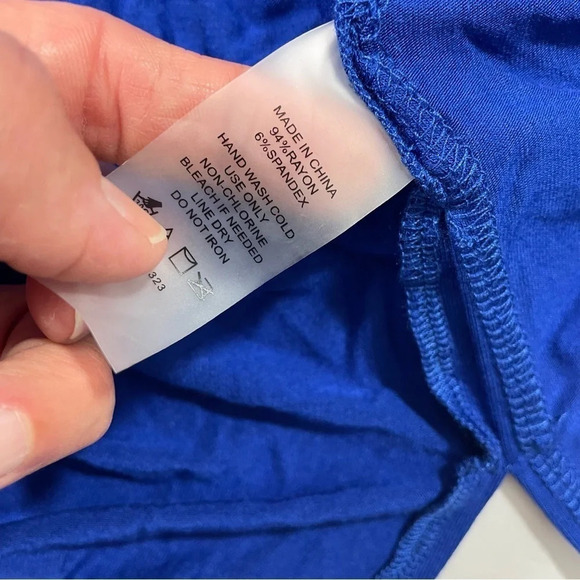 MADE IN CHINA
94%RAYON
6%SPANDEX
HAND WASH COLD
USE ONLY
NON-CHLORINE
BLEACH IF NEEDED
LINE DRY
DO NOT IRON
323